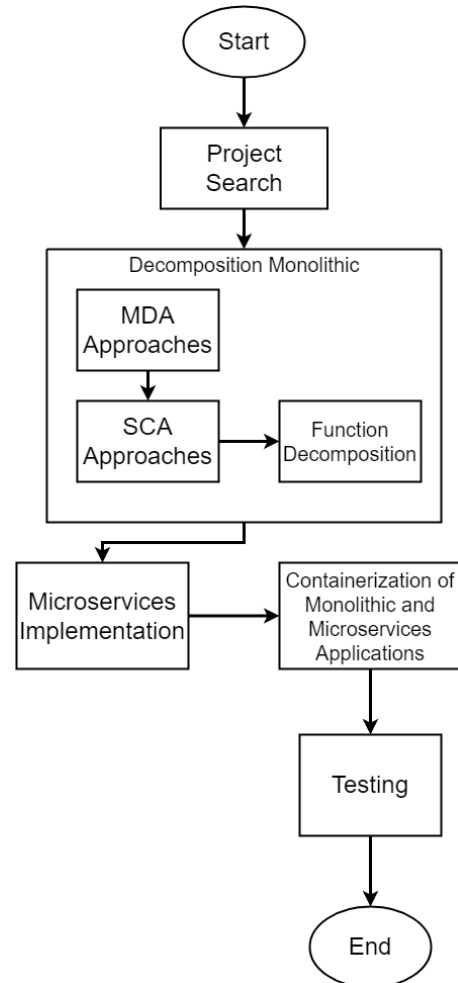 Start
Project
Search
Decomposition Monolithic
MDA
Approaches
SCA
Approaches
Function
Decomposition
Microservices
Implementation
Containerization of
Monolithic and
Microservices
Applications
Testing
End